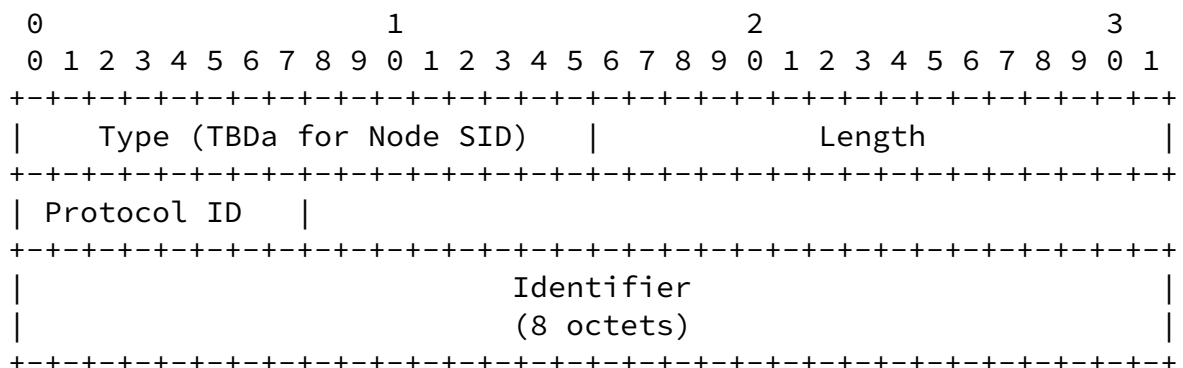 0                   1                   2                   3
 0 1 2 3 4 5 6 7 8 9 0 1 2 3 4 5 6 7 8 9 0 1 2 3 4 5 6 7 8 9 0 1
+-+-+-+-+-+-+-+-+-+-+-+-+-+-+-+-+-+-+-+-+-+-+-+-+-+-+-+-+-+-+-+-+
|    Type (TBDa for Node SID)   |            Length             |
+-+-+-+-+-+-+-+-+-+-+-+-+-+-+-+-+-+-+-+-+-+-+-+-+-+-+-+-+-+-+-+-+
| Protocol ID   |
+-+-+-+-+-+-+-+-+-+-+-+-+-+-+-+-+-+-+-+-+-+-+-+-+-+-+-+-+-+-+-+-+
|                           Identifier                          |
|                           (8 octets)                          |
+-+-+-+-+-+-+-+-+-+-+-+-+-+-+-+-+-+-+-+-+-+-+-+-+-+-+-+-+-+-+-+-+